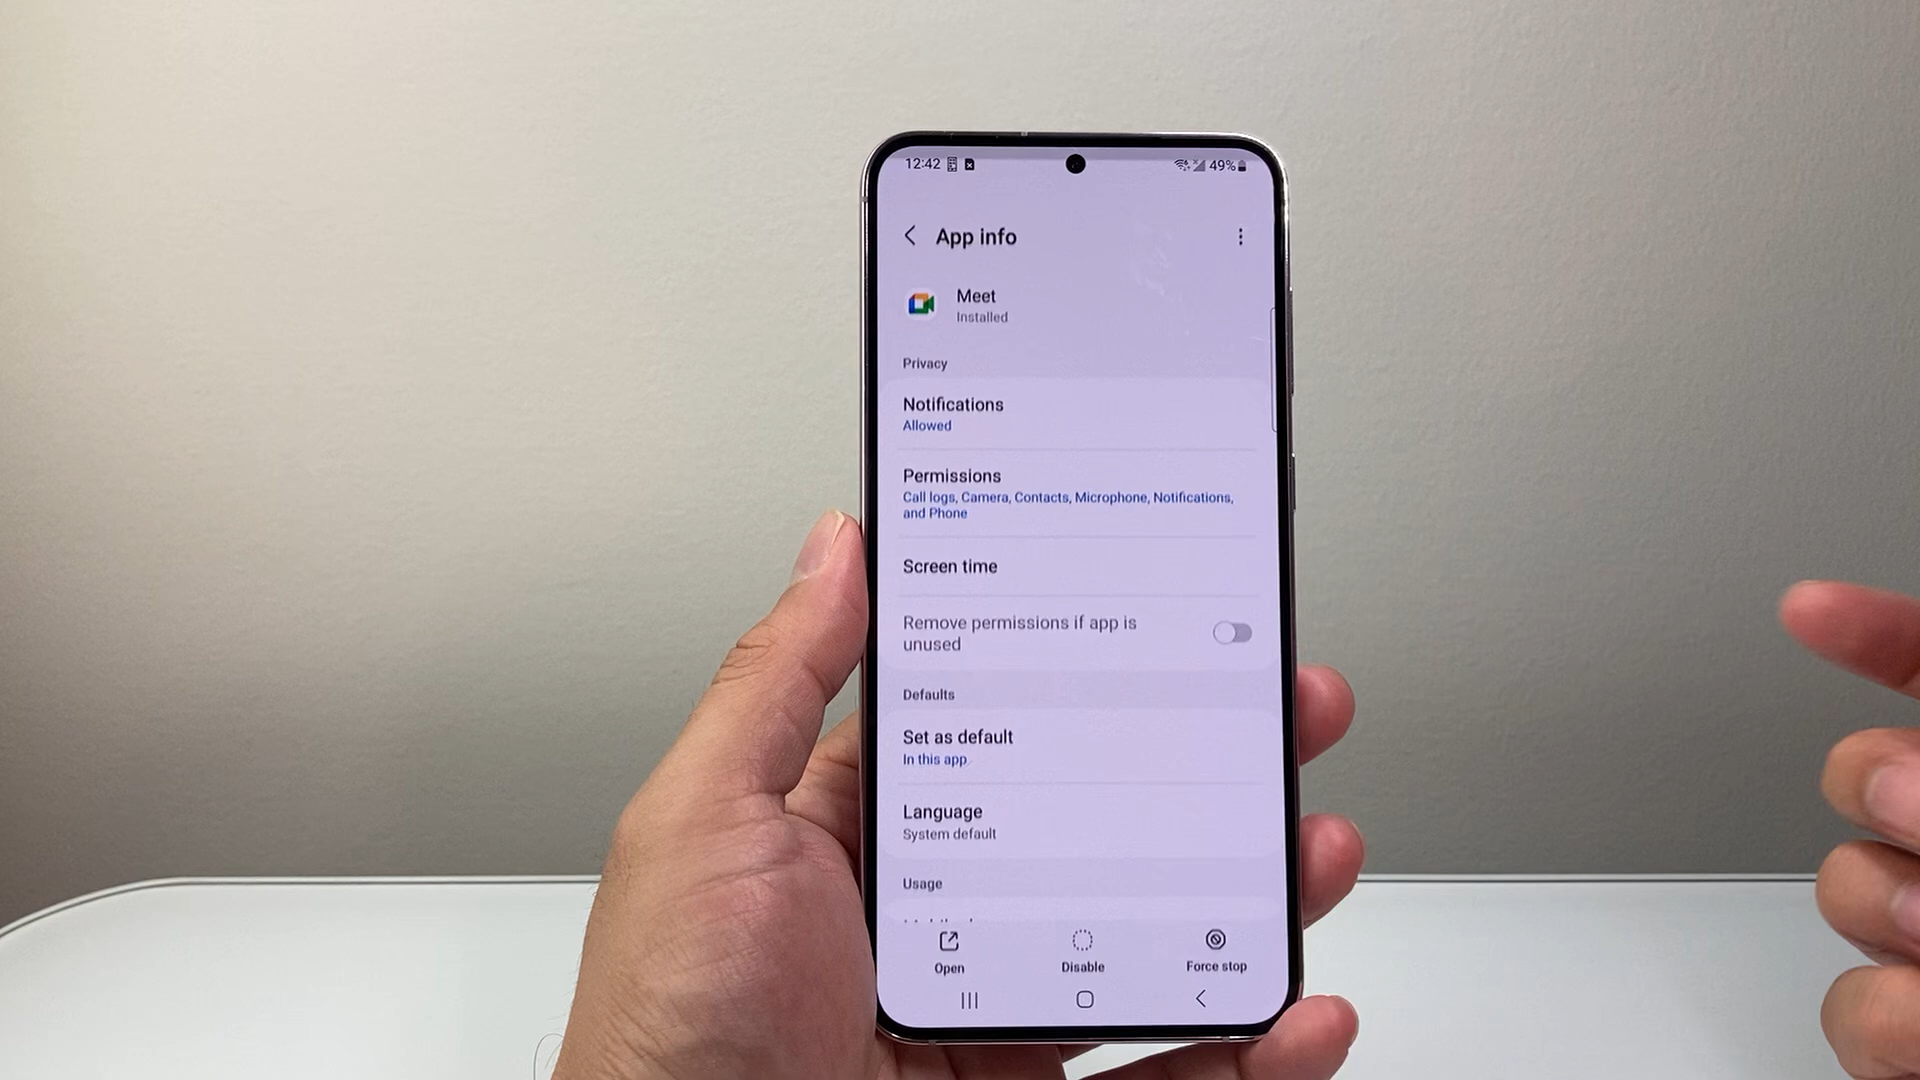 12:42
49%
App info
Meet
Installed
Privacy
Notifications
Allowed
Permissions
Call logs, Camera, Contacts, Microphone, Notifications,
and Phone
Screen time
Remove permissions if app is
unused
Defaults
Set as default
In this app
Language
System default
Usage
Open
Disable
Force stop